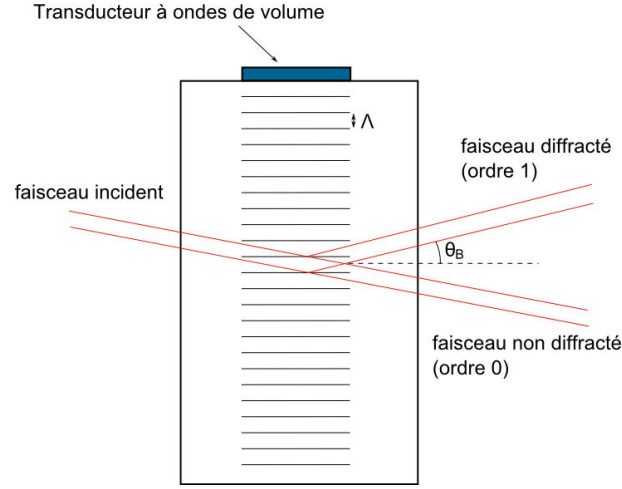 Transducteur à ondes de volume
Λ
faisceau diffracté
(ordre 1)
faisceau incident
θB
faisceau non diffracté
(ordre 0)